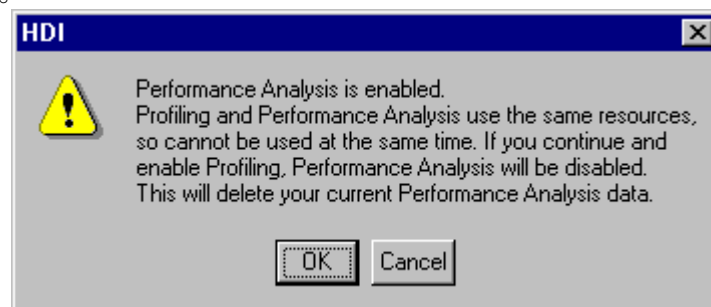 HDI
Performance Analysis is enabled.
Profiling and Performance Analysis use the same resources,
so cannot be used at the same time. If you continue and
enable Profiling, Performance Analysis will be disabled.
This will delete your current Performance Analysis data.
OK
Cancel